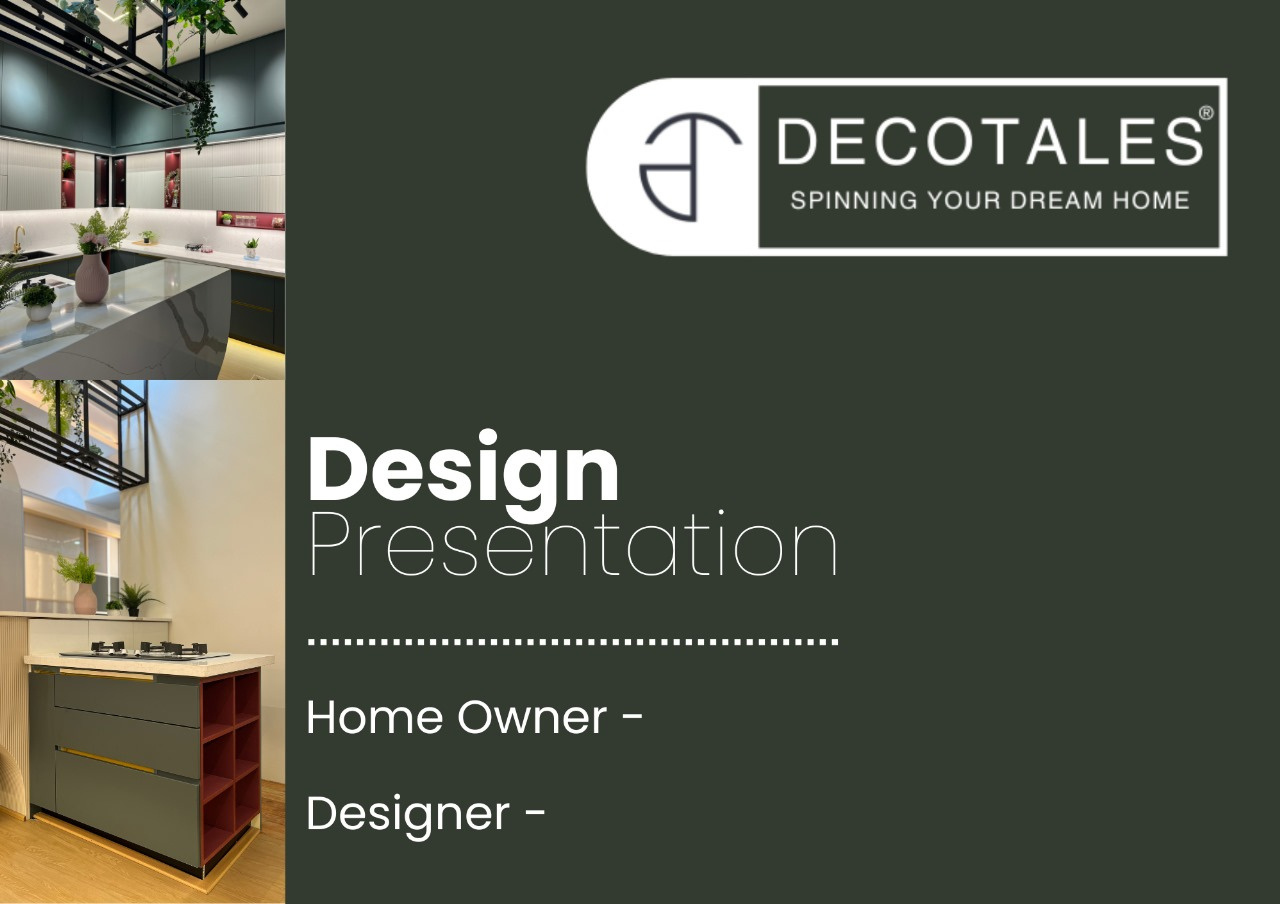 DECOTALES®
SPINNING YOUR DREAM HOME
Design
Presentation
Home Owner -
Designer -